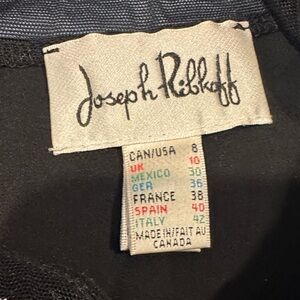 Joseph Ribkoff
CAN/USA 8
UK 10
MEXICO 30
GER 36
FRANCE 38
SPAIN 40
ITALY 42
MADE IN/FAIT AU
CANADA